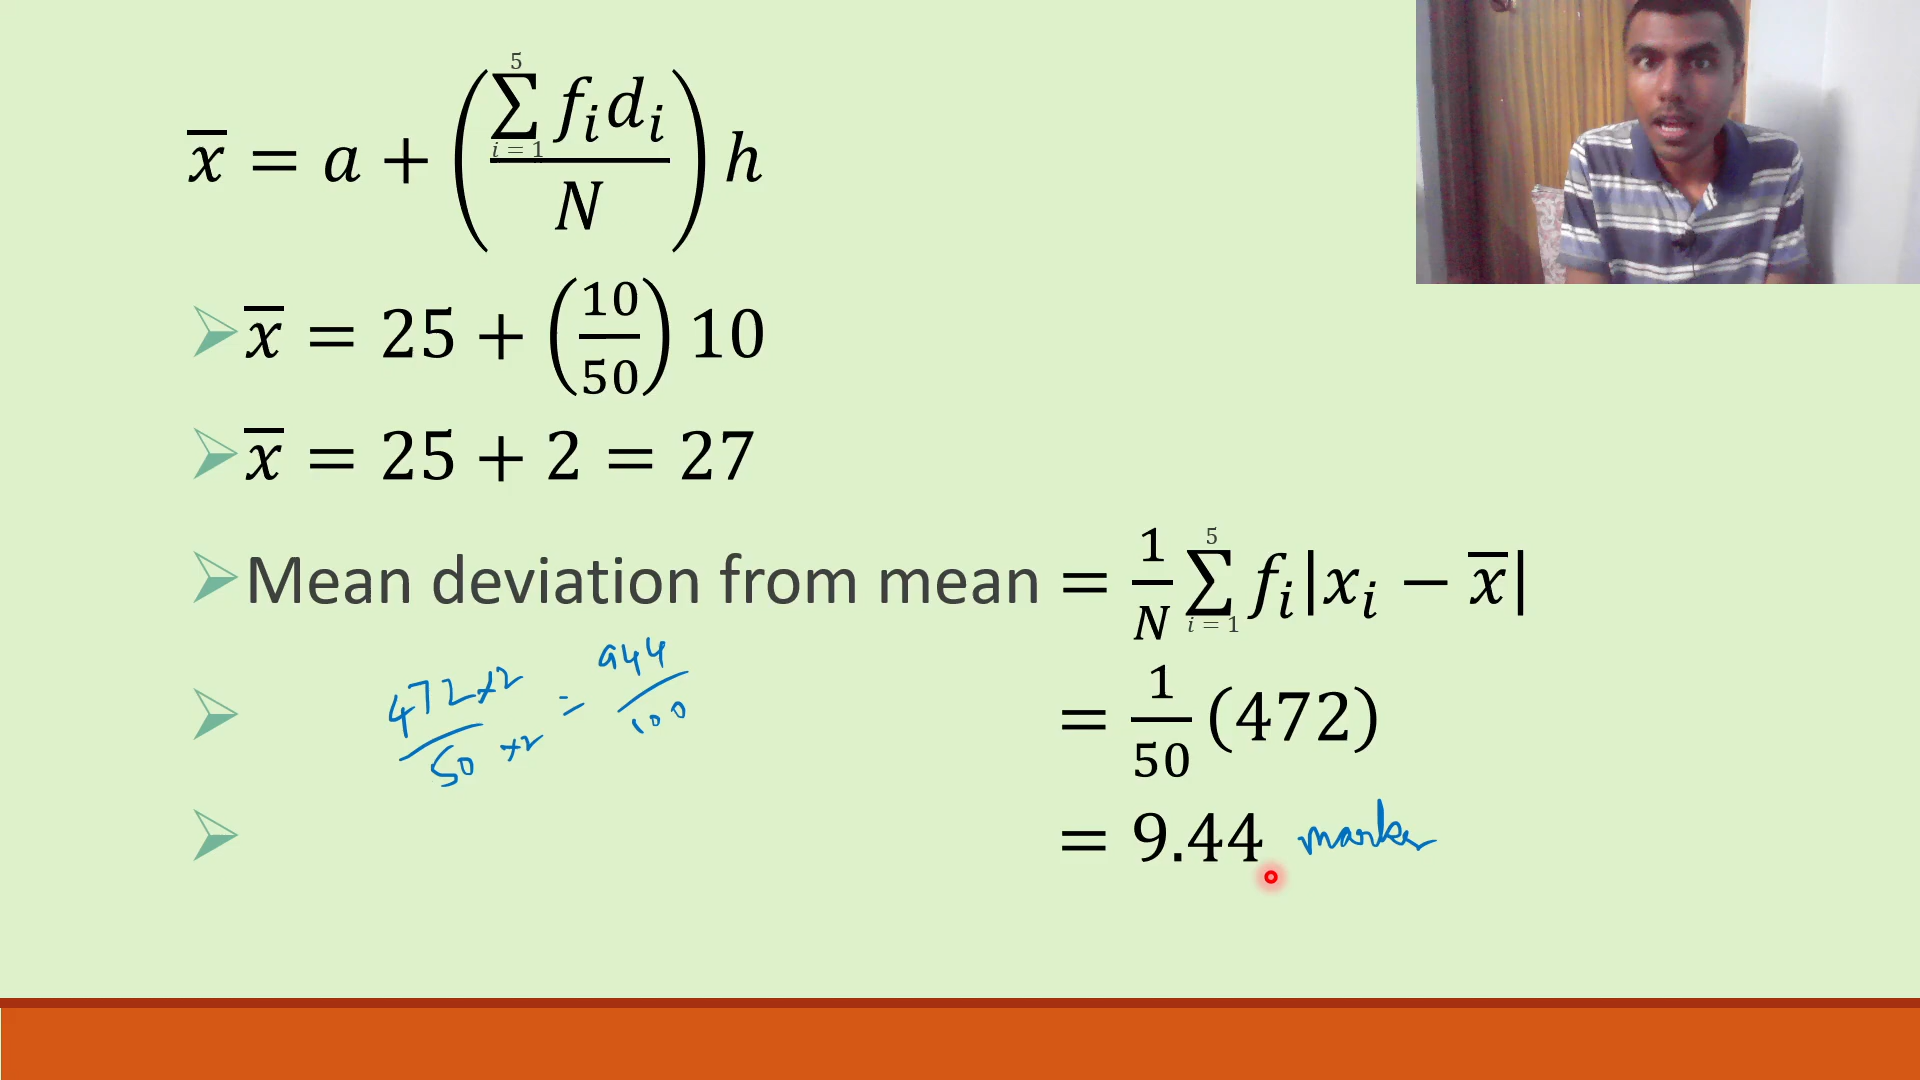 x̅ = a + (∑_{i = 1}^{5} f_i d_i / N) h
x̅ = 25 + (10/50) 10
x̅ = 25 + 2 = 27
Mean deviation from mean = 1/N ∑_{i = 1}^{5} f_i |x_i − x̅|
472×2/50×2 = 944/100
= 1/50 (472)
= 9.44 marks